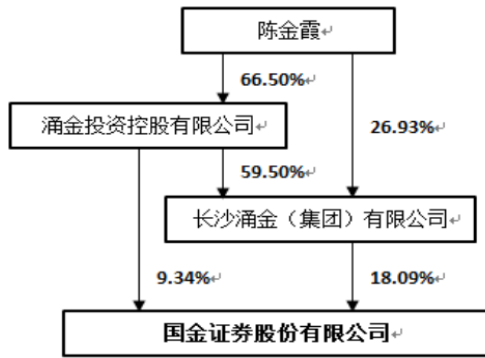 陈金霞
66.50%
涌金投资控股有限公司
26.93%
59.50%
长沙涌金（集团）有限公司
9.34%
18.09%
国金证券股份有限公司